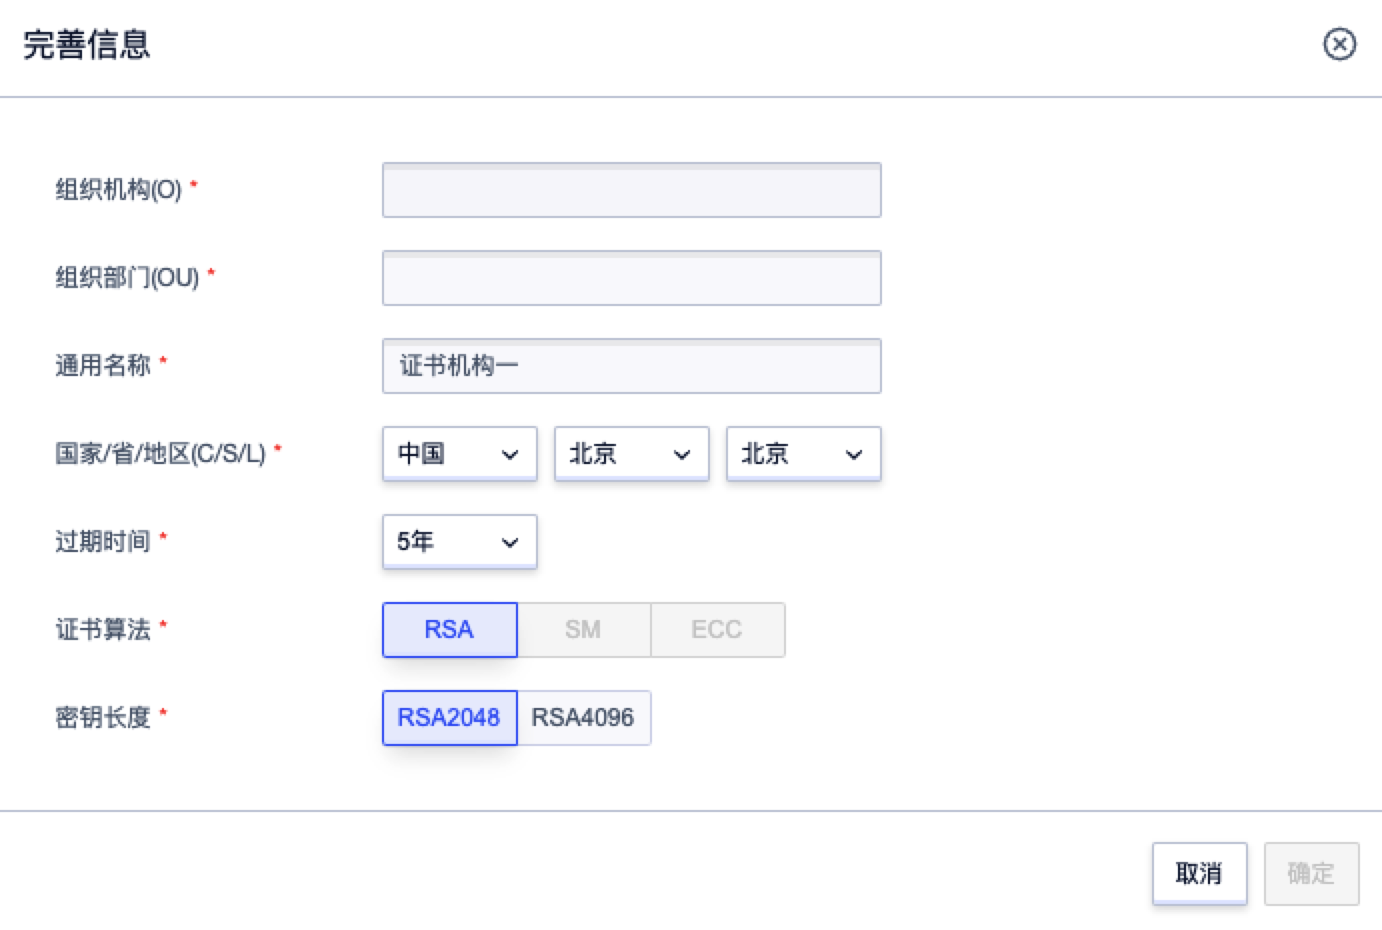 完善信息
组织机构(O) *
组织部门(OU) *
通用名称 * 证书机构一
国家/省/地区(C/S/L) * 中国 北京 北京
过期时间 * 5年
证书算法 * RSA SM ECC
密钥长度 * RSA2048 RSA4096
取消 确定